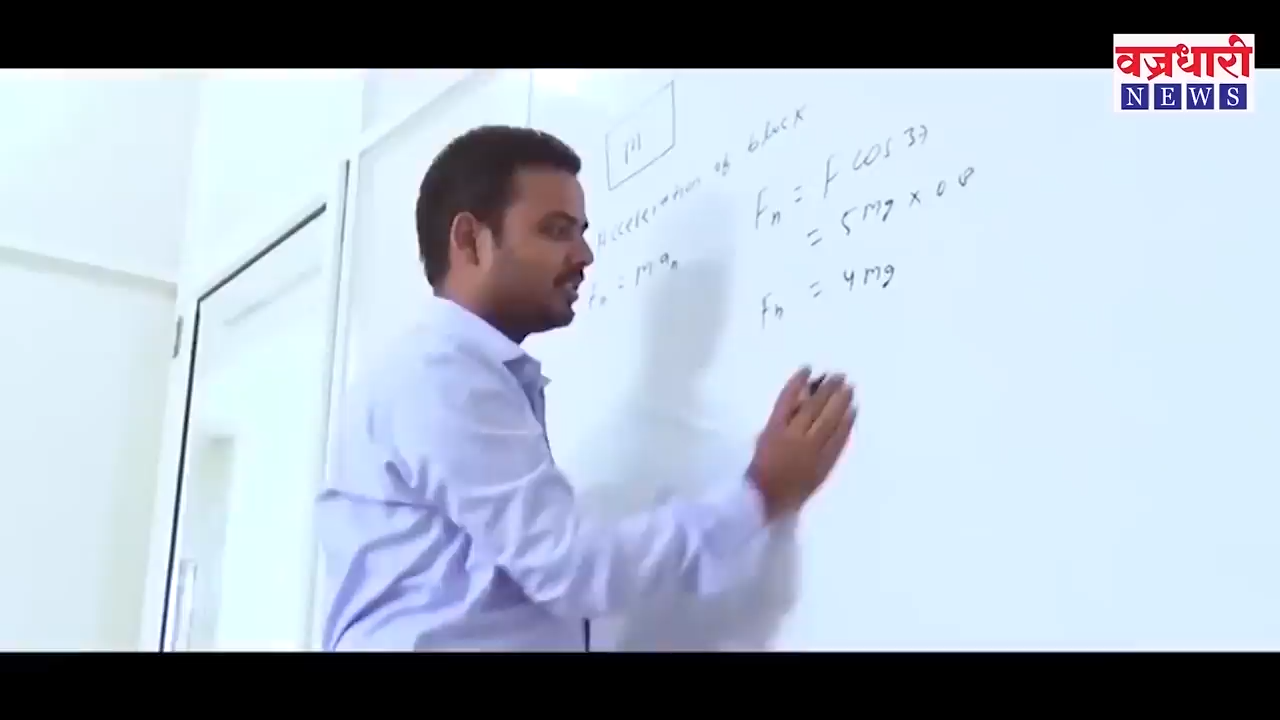 वज्रधारी
NEWS
M
Acceleration of block
Fn = Man
Fn = F cos 37
= 5Mg × 0.8
Fn = 4Mg